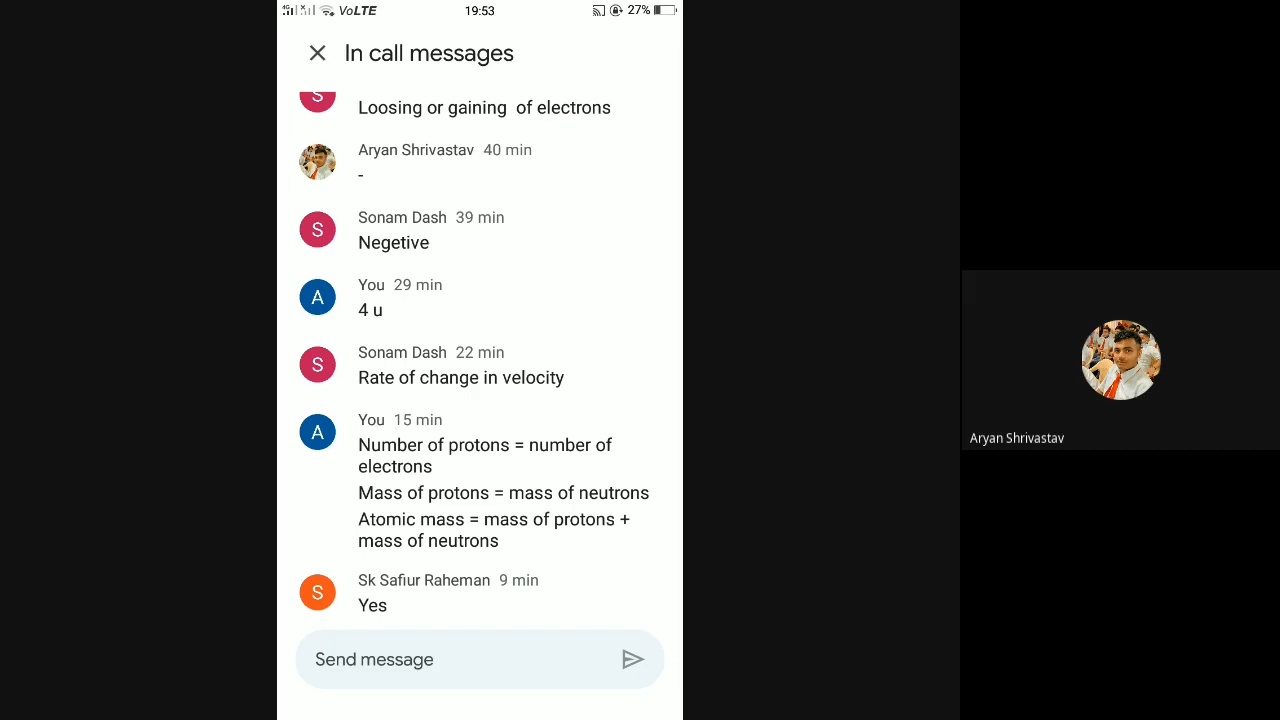 4G VoLTE 19:53 27%
In call messages
S
Loosing or gaining of electrons
Aryan Shrivastav 40 min
-
Sonam Dash 39 min
S
Negetive
You 29 min
A
4 u
Sonam Dash 22 min
S
Rate of change in velocity
You 15 min
A
Number of protons = number of
electrons
Mass of protons = mass of neutrons
Atomic mass = mass of protons +
mass of neutrons
Sk Safiur Raheman 9 min
S
Yes
Send message
Aryan Shrivastav